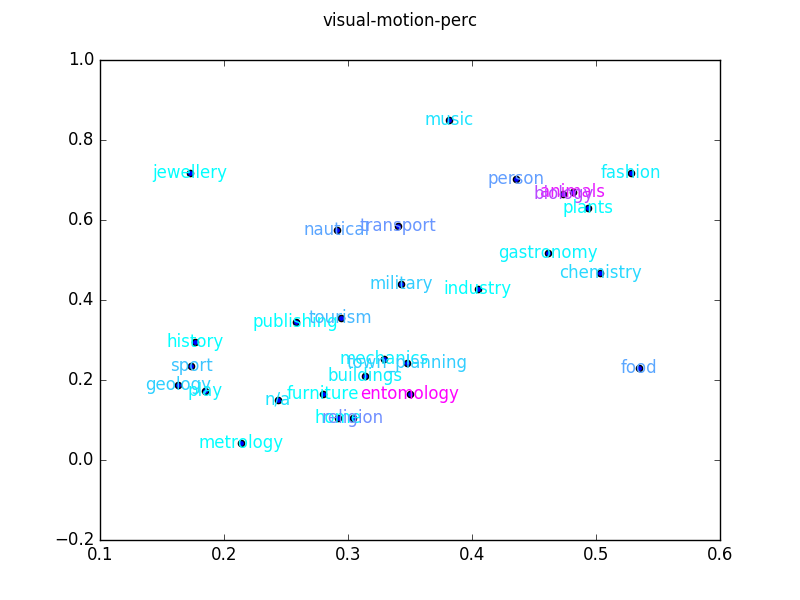 visual-motion-perc
1.0
music
0.8
jewellery
person
fashion
animals
biology
plants
0.6
nautical
transport
gastronomy
chemistry
military
industry
0.4
publishing
tourism
history
mechanics
town planning
sport
food
buildings
0.2
geology
play
n/a
furniture
entomology
home
religion
metrology
0.0
−0.2
0.1
0.2
0.3
0.4
0.5
0.6